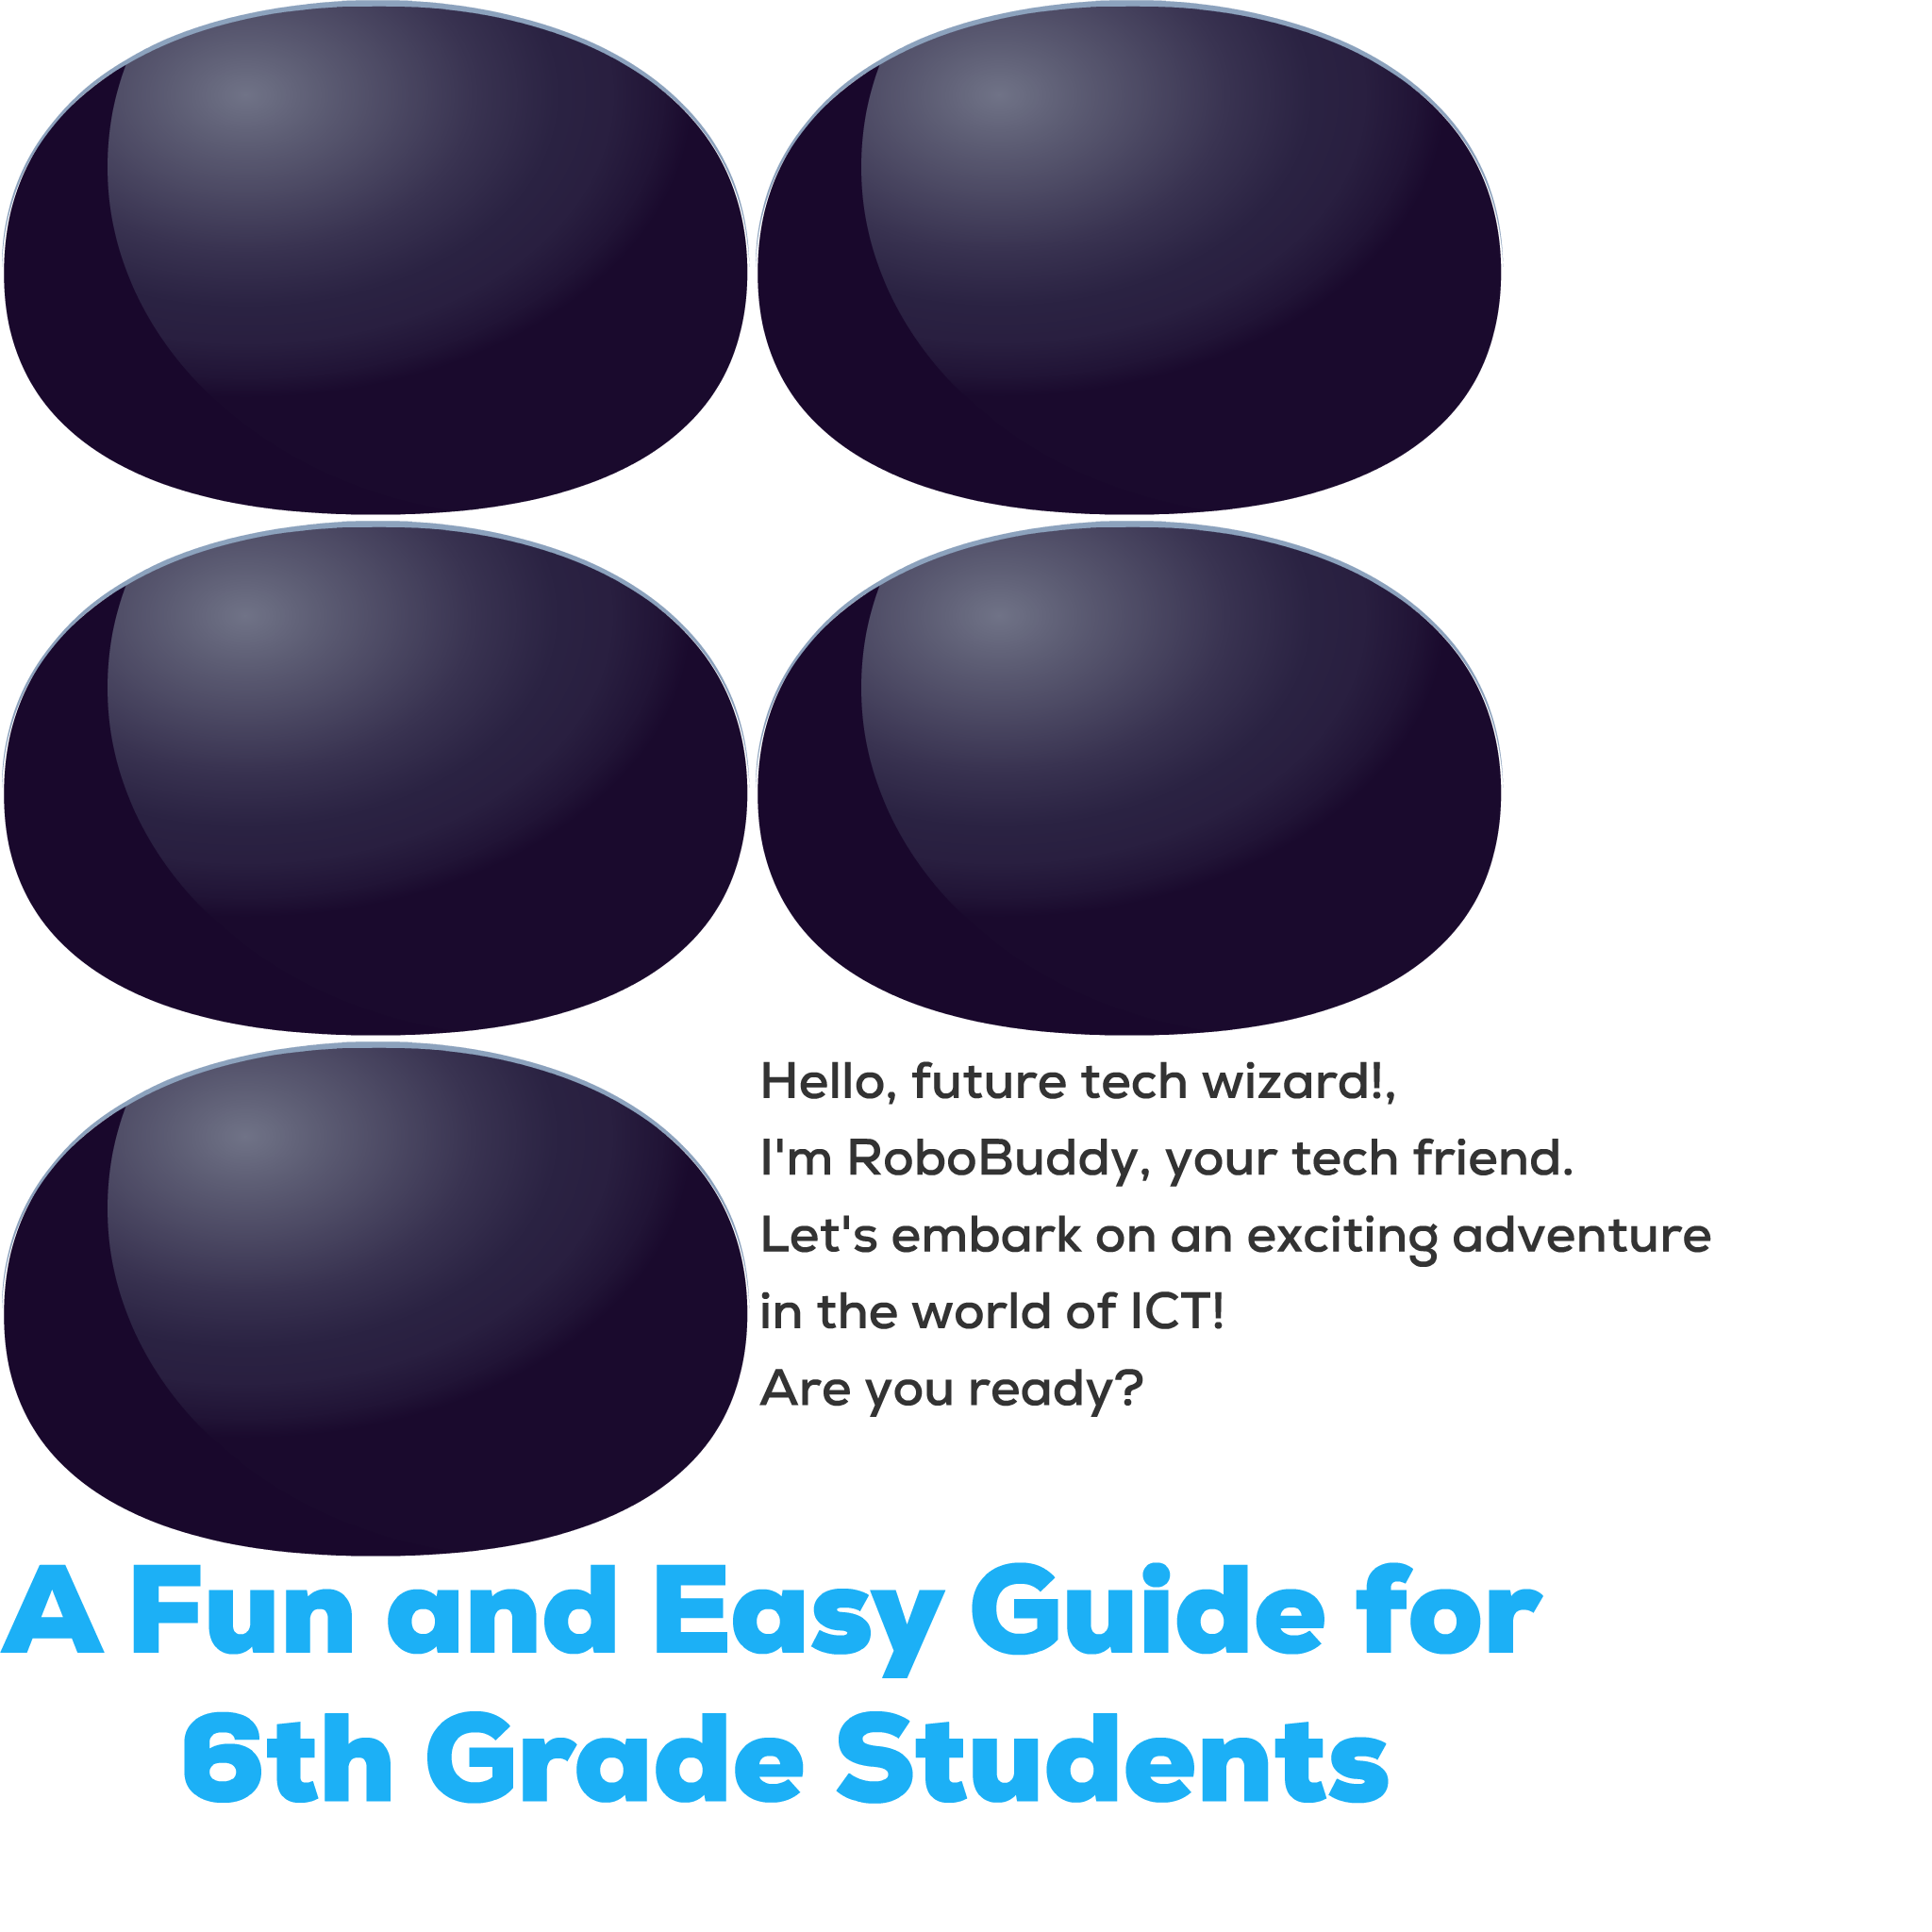 Hello, future tech wizard!,
I'm RoboBuddy, your tech friend.
Let's embark on an exciting adventure
in the world of ICT!
Are you ready?
A Fun and Easy Guide for
6th Grade Students